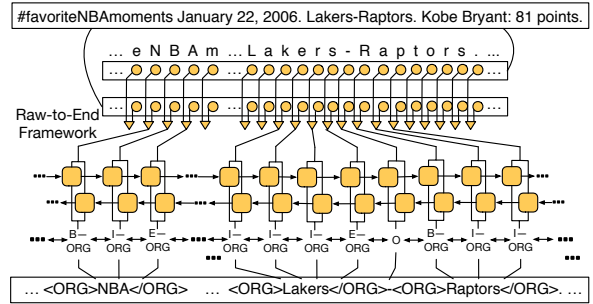 #favoriteNBAmoments January 22, 2006. Lakers-Raptors. Kobe Bryant: 81 points.
... e N B A m ... L a k e r s - R a p t o r s . ...
... ...  ...
... ...  ...
Raw-to-End
Framework
... ... ...
... ... ...
B– I– E– I– I– I– E– O B– I– I–
... ORG ORG ORG ... ORG ORG ORG ORG ORG ORG ORG ...
... ...
... <ORG>NBA</ORG> ... <ORG>Lakers</ORG>-<ORG>Raptors</ORG>. ...